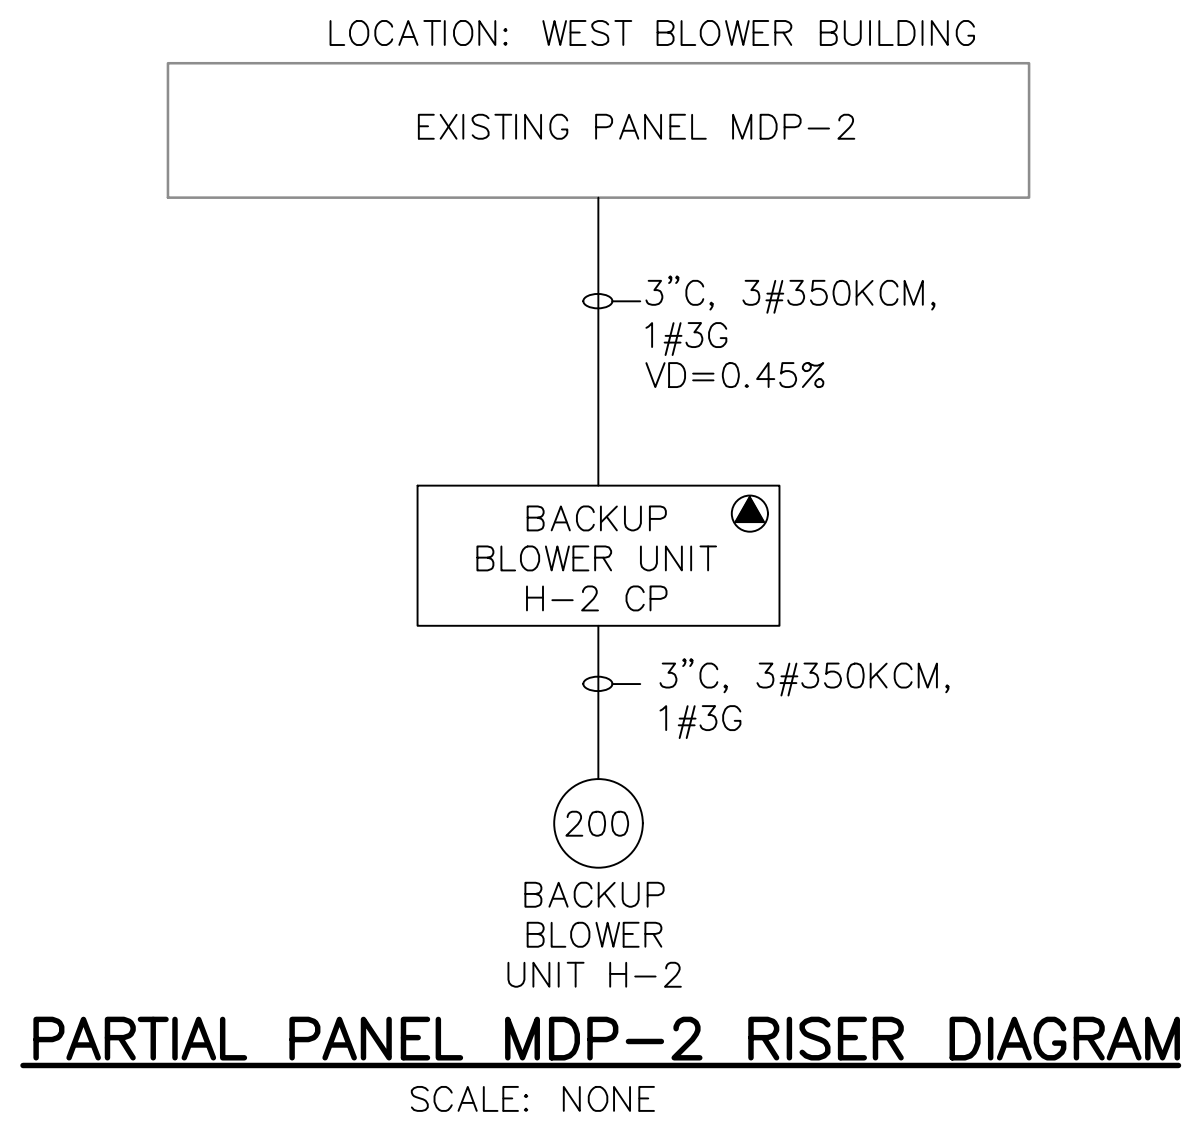 LOCATION: WEST BLOWER BUILDING
EXISTING PANEL MDP-2
3"C, 3#350KCM,
1#3G
VD=0.45%
BACKUP
BLOWER UNIT
H-2 CP
3"C, 3#350KCM,
1#3G
200
BACKUP
BLOWER
UNIT H-2
PARTIAL PANEL MDP-2 RISER DIAGRAM
SCALE: NONE